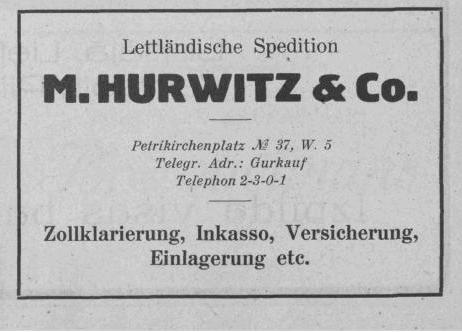 Lettländische Spedition
M. HURWITZ & Co.
Petrikirchenplatz № 37, W. 5
Telegr. Adr.: Gurkauf
Telephon 2-3-0-1
Zollklarierung, Inkasso, Versicherung,
Einlagerung etc.